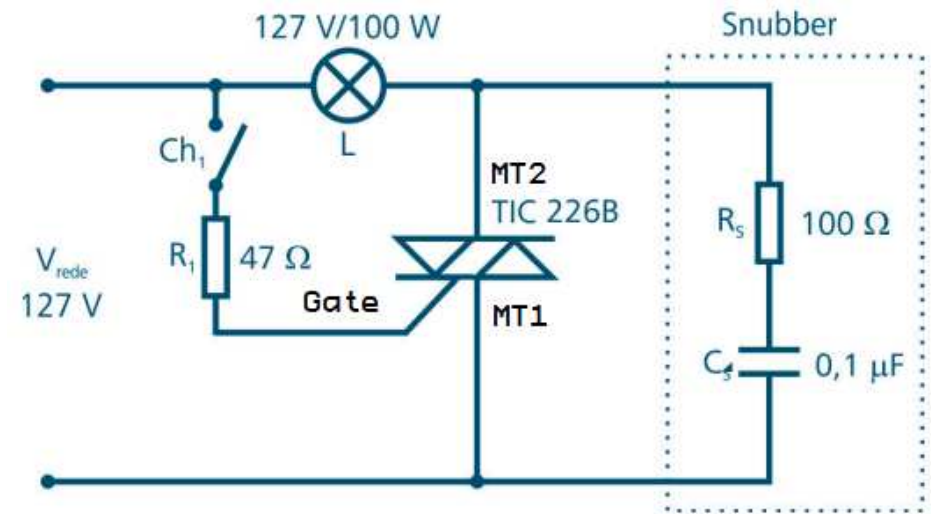 127 V/100 W
Snubber
Ch₁
L
MT2
TIC 226B
Rₛ 100 Ω
R₁ 47 Ω
Vrede
127 V
Gate
MT1
Cₛ 0,1 µF